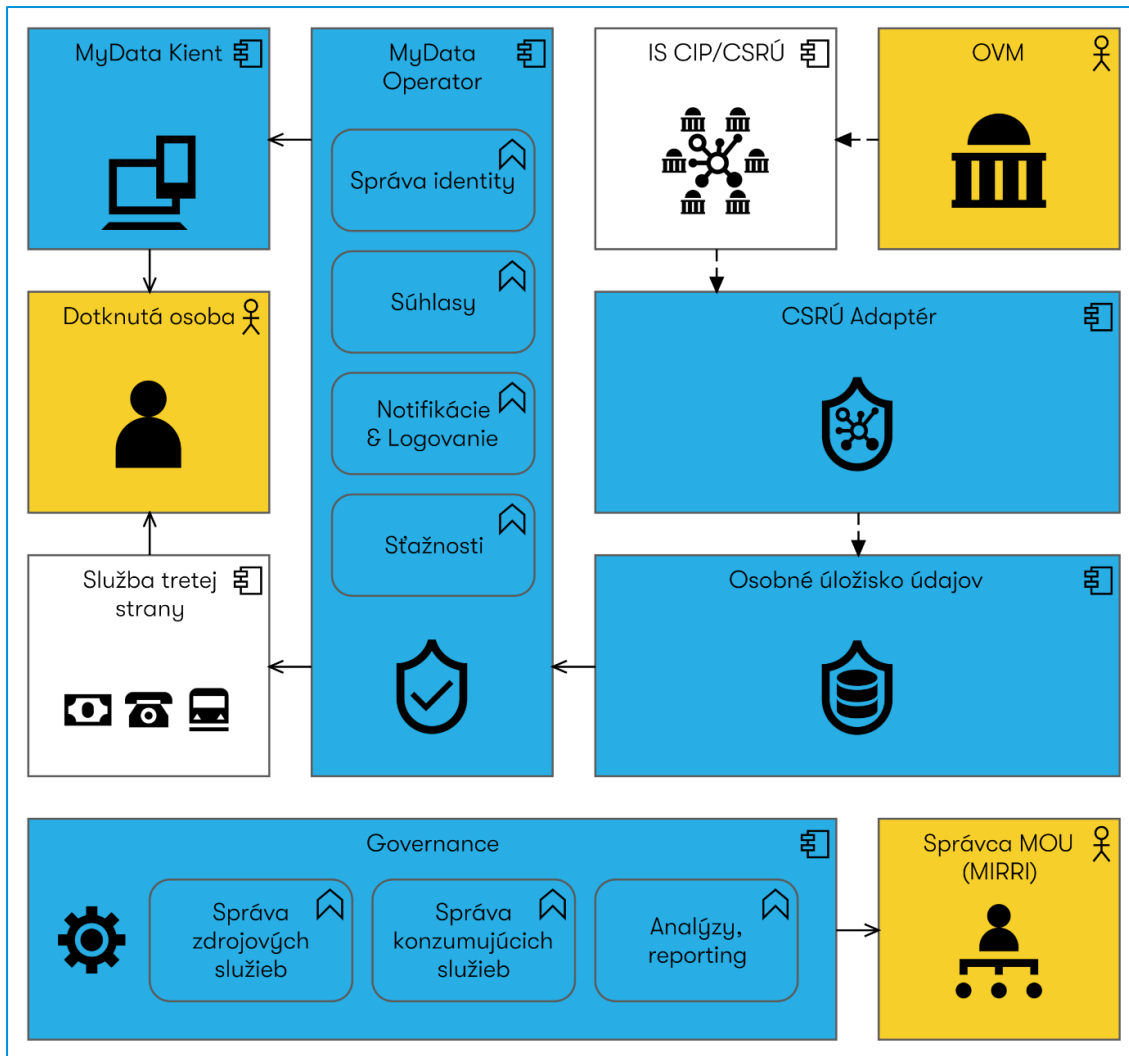 MyData Kient
MyData
Operator
IS CIP/CSRÚ
OVM
Správa identity
Súhlasy
Notifikácie
& Logovanie
Sťažnosti
Dotknutá osoba
CSRÚ Adaptér
Služba tretej
strany
Osobné úložisko údajov
Governance
Správa
zdrojových
služieb
Správa
konzumujúcich
služieb
Analýzy,
reporting
Správca MOU
(MIRRI)